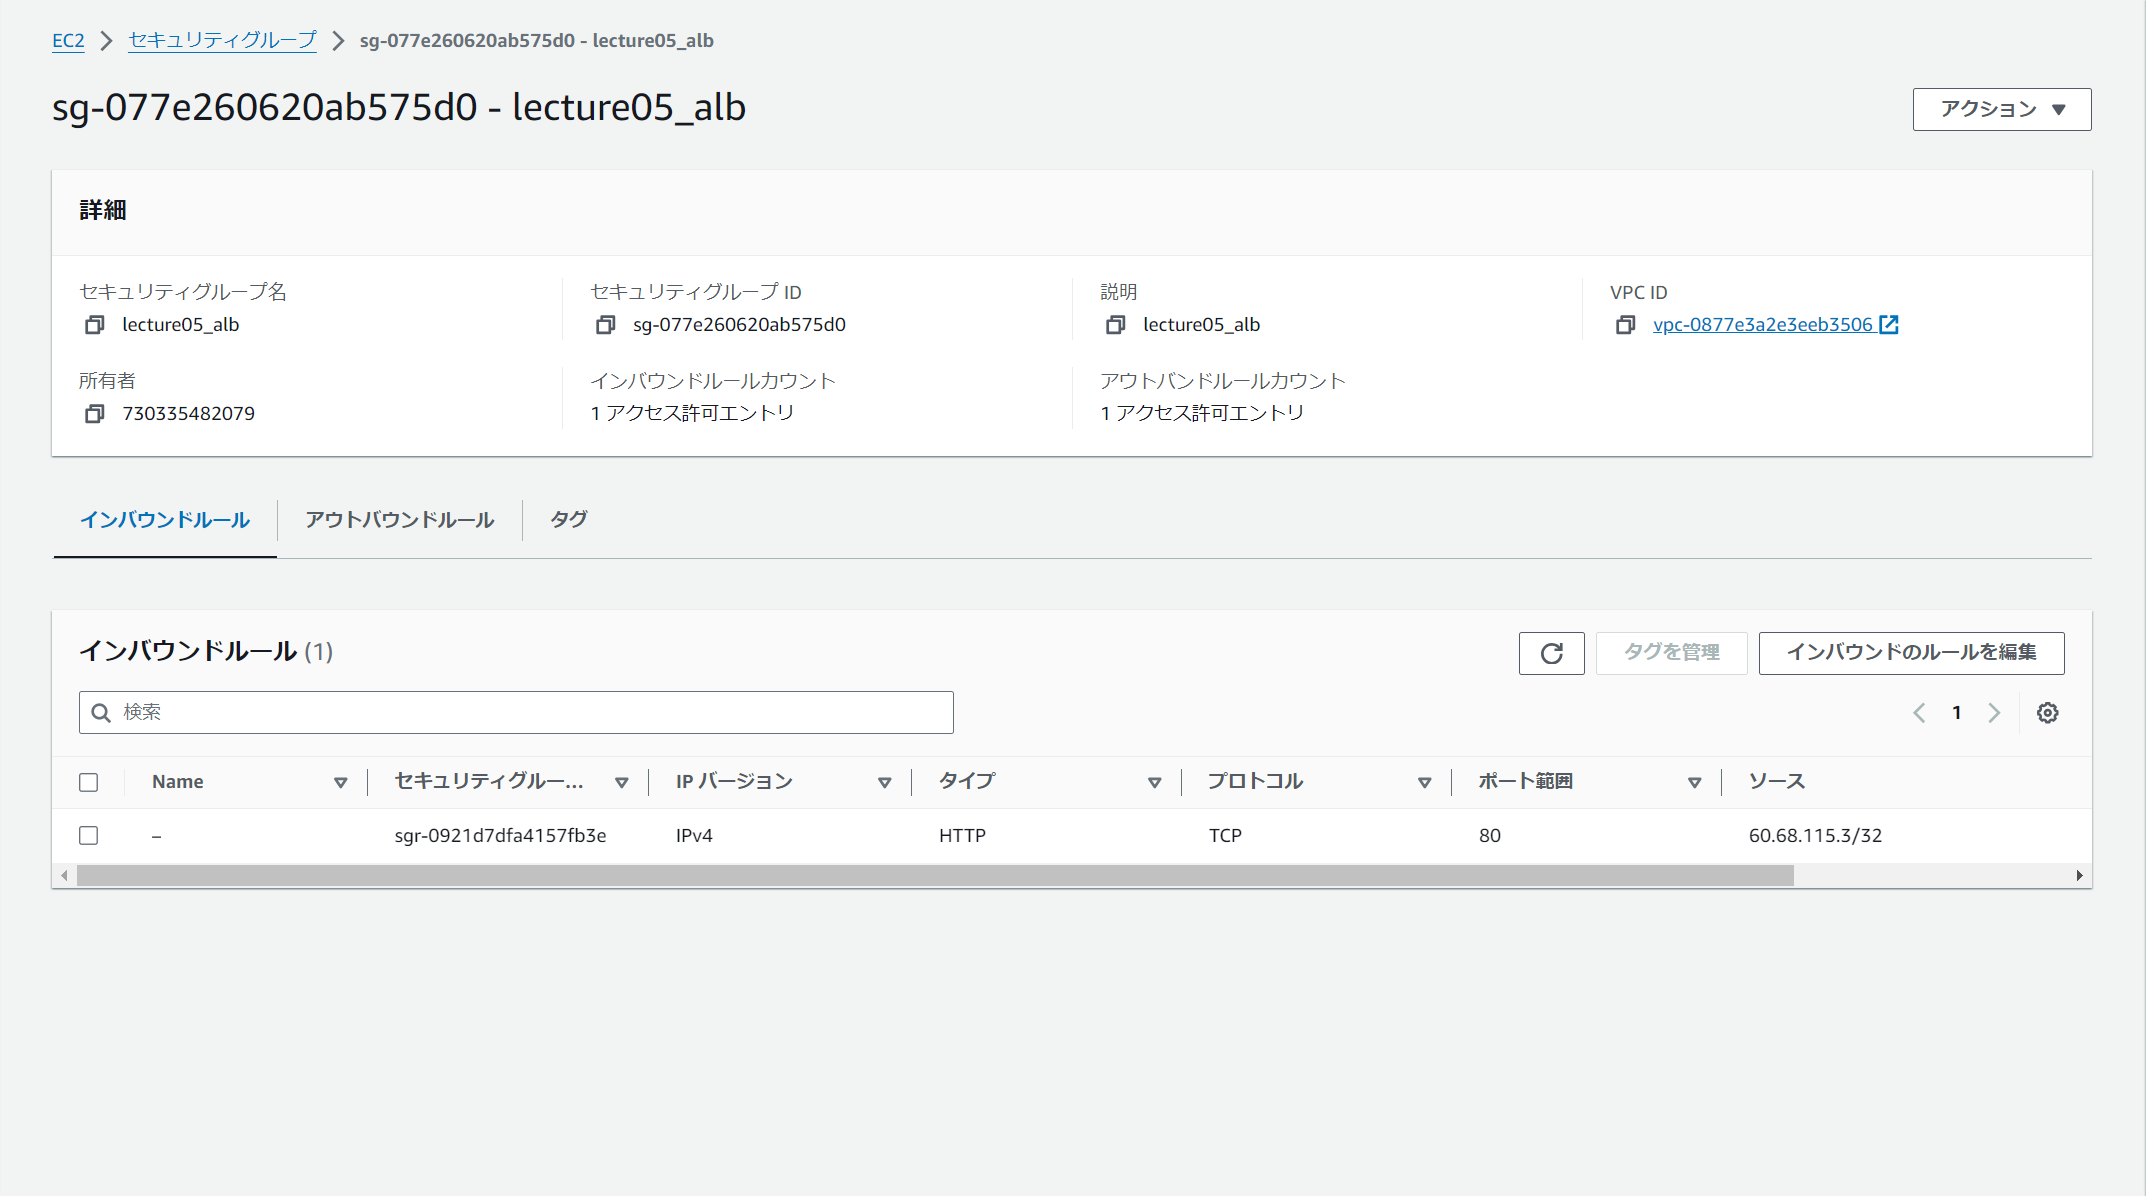 EC2 セキュリティグループ sg-077e260620ab575d0 - lecture05_alb
sg-077e260620ab575d0 - lecture05_alb
アクション
詳細
セキュリティグループ名 セキュリティグループ ID 説明 VPC ID
lecture05_alb sg-077e260620ab575d0 lecture05_alb vpc-0877e3a2e3eeb3506
所有者 インバウンドルールカウント アウトバンドルールカウント
730335482079 1 アクセス許可エントリ 1 アクセス許可エントリ
インバウンドルール アウトバウンドルール タグ
インバウンドルール (1)
タグを管理 インバウンドのルールを編集
検索
1
Name セキュリティグルー... IP バージョン タイプ プロトコル ポート範囲 ソース
– sgr-0921d7dfa4157fb3e IPv4 HTTP TCP 80 60.68.115.3/32